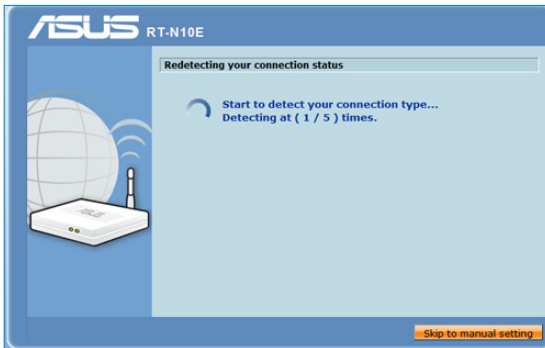 ASUS RT-N10E
Redetecting your connection status
Start to detect your connection type...
Detecting at ( 1 / 5 ) times.
ASUS
Skip to manual setting